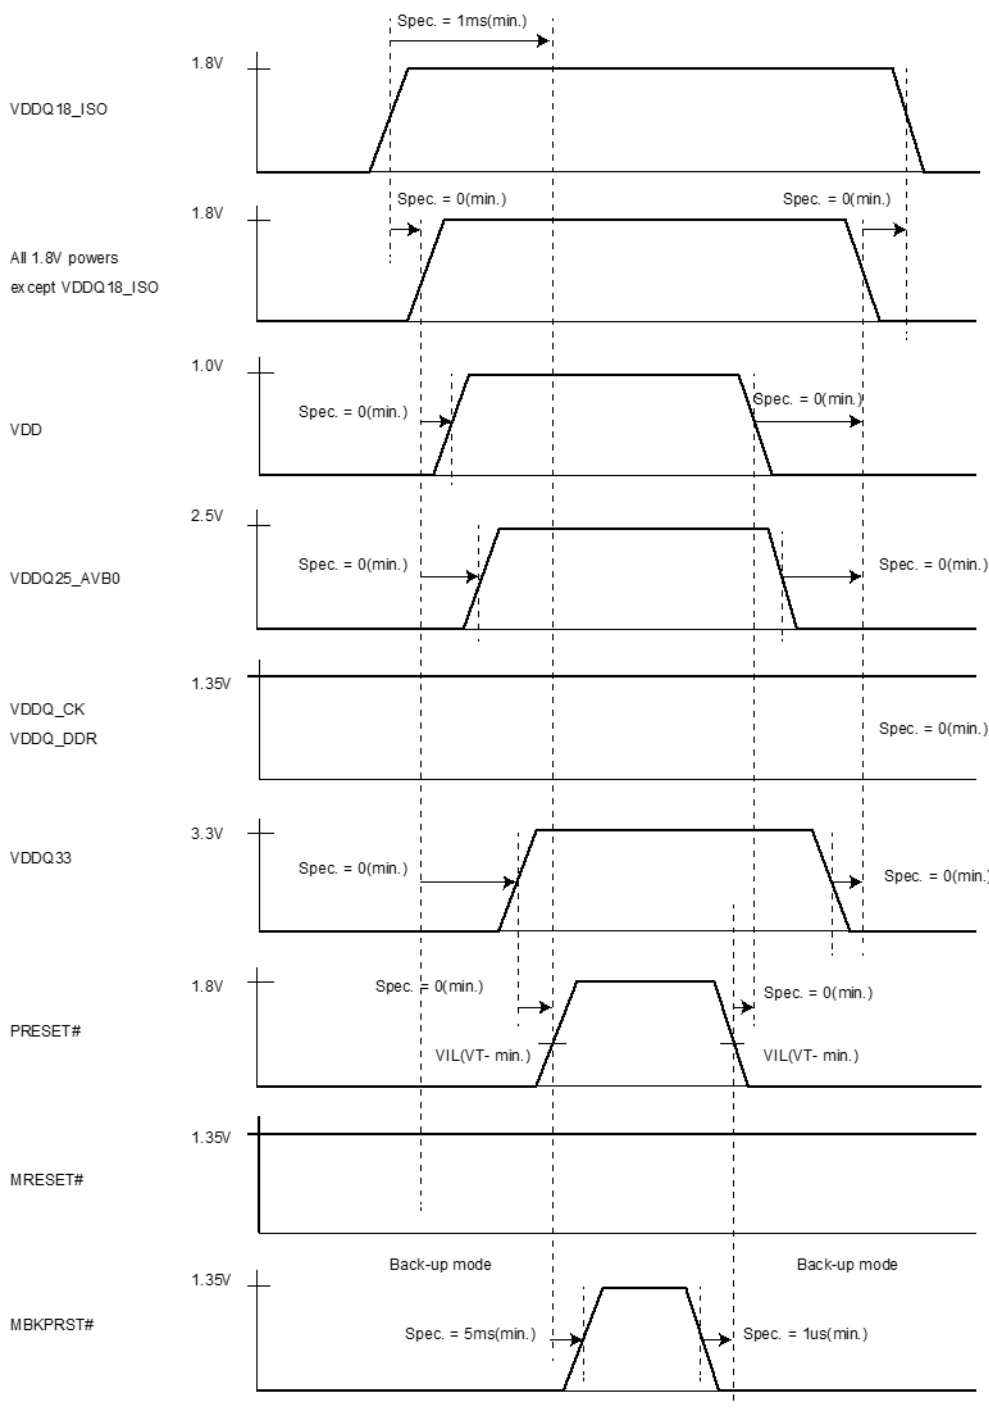 Spec. = 1ms(min.)
1.8V
VDDQ18_ISO
Spec. = 0(min.)
Spec. = 0(min.)
1.8V
All 1.8V powers
except VDDQ18_ISO
1.0V
Spec. = 0(min.)
Spec. = 0(min.)
VDD
2.5V
Spec. = 0(min.)
Spec. = 0(min.)
VDDQ25_AVB0
1.35V
VDDQ_CK
VDDQ_DDR
Spec. = 0(min.)
3.3V
VDDQ33
Spec. = 0(min.)
Spec. = 0(min.)
1.8V
Spec. = 0(min.)
Spec. = 0(min.)
PRESET#
VIL(VT- min.)
VIL(VT- min.)
1.35V
MRESET#
Back-up mode
Back-up mode
1.35V
MBKPRST#
Spec. = 5ms(min.)
Spec. = 1us(min.)